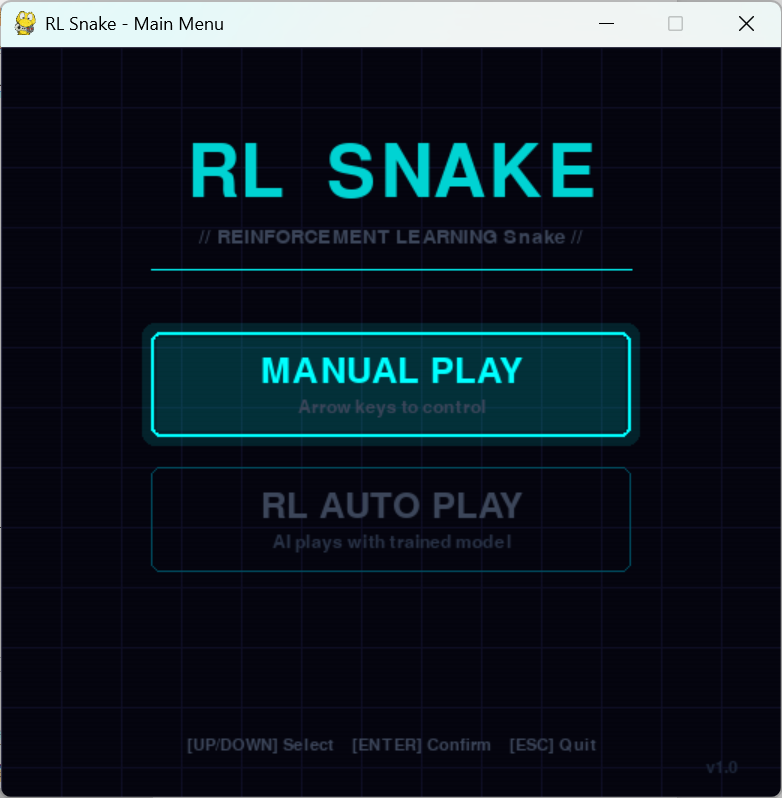 RL Snake - Main Menu
RL SNAKE
// REINFORCEMENT LEARNING Snake //
MANUAL PLAY
Arrow keys to control
RL AUTO PLAY
AI plays with trained model
[UP/DOWN] Select [ENTER] Confirm [ESC] Quit
v1.0